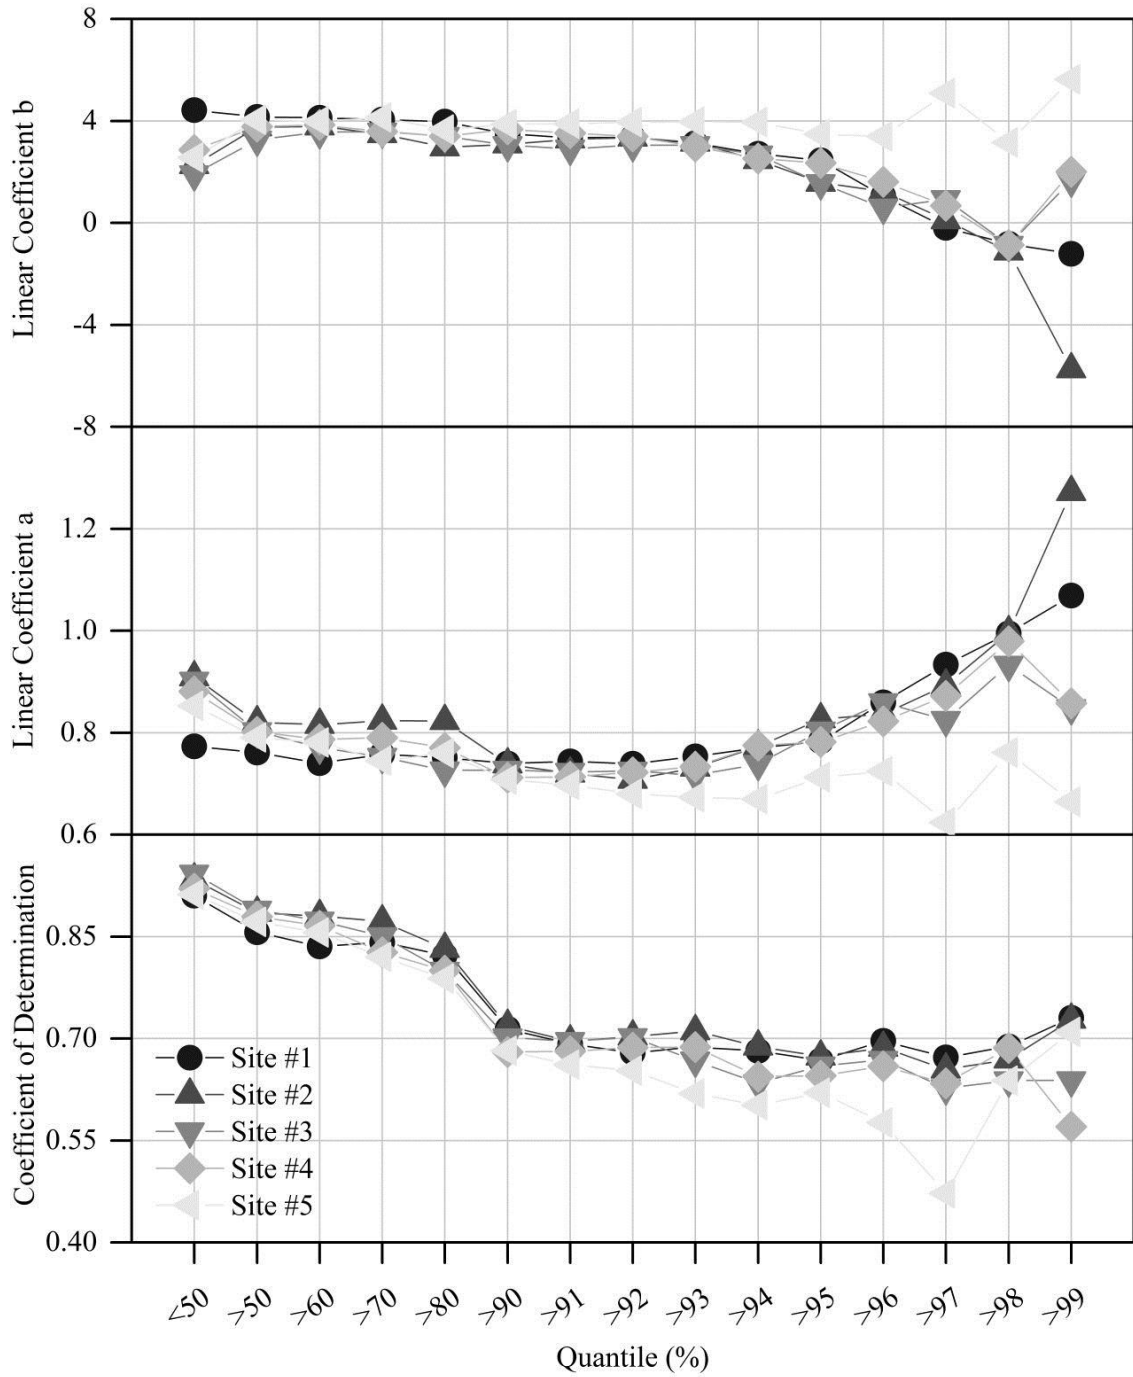 8
4
0
-4
-8
Linear Coefficient b
1.2
1.0
0.8
0.6
Linear Coefficient a
0.85
0.70
0.55
0.40
Coefficient of Determination
Site #1
Site #2
Site #3
Site #4
Site #5
<50 >50 >60 >70 >80 >90 >91 >92 >93 >94 >95 >96 >97 >98 >99
Quantile (%)